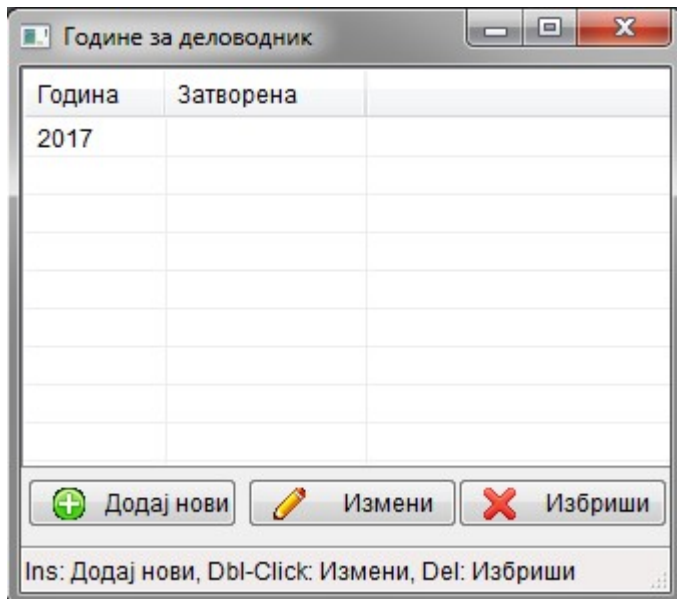 Године за деловодник
Година Затворена
2017
Додај нови Измени Избриши
Ins: Додај нови, Dbl-Click: Измени, Del: Избриши